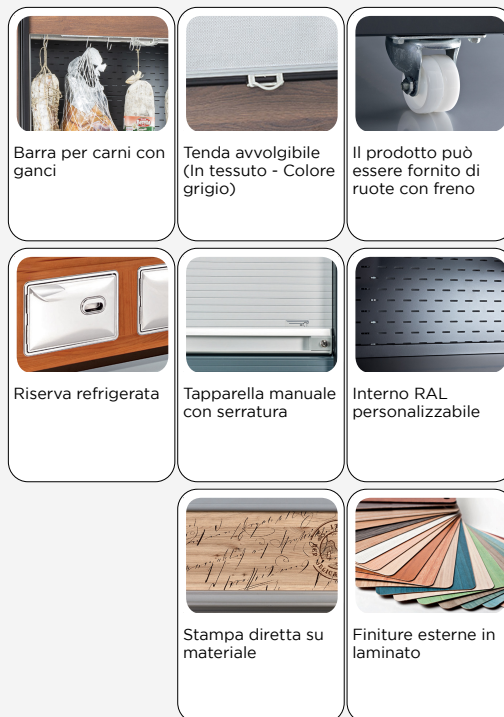 Barra per carni con
ganci
Tenda avvolgibile
(In tessuto - Colore
grigio)
Il prodotto può
essere fornito di
ruote con freno
Riserva refrigerata
Tapparella manuale
con serratura
Interno RAL
personalizzabile
Stampa diretta su
materiale
Finiture esterne in
laminato